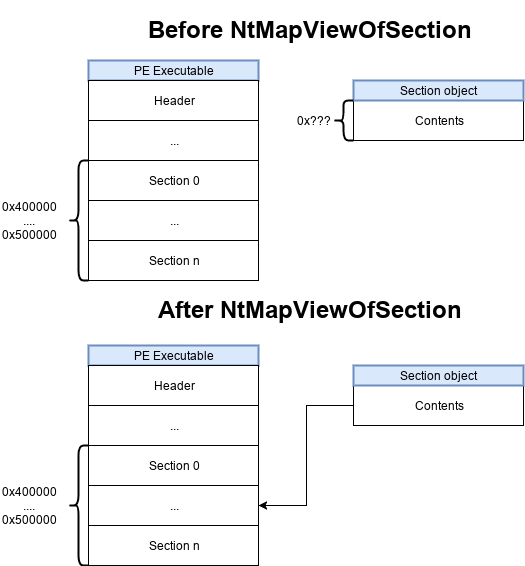 Before NtMapViewOfSection
PE Executable
Header
...
Section 0
...
Section n
0x400000
....
0x500000
Section object
0x???
Contents
After NtMapViewOfSection
PE Executable
Header
...
Section 0
...
Section n
0x400000
....
0x500000
Section object
Contents